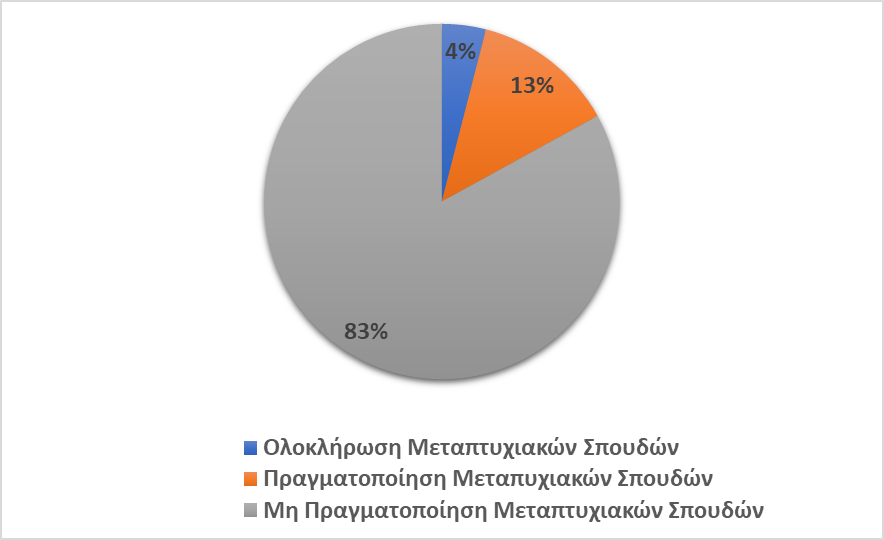 4%
13%
83%
Ολοκλήρωση Μεταπτυχιακών Σπουδών
Πραγματοποίηση Μεταπυχιακών Σπουδών
Μη Πραγματοποίηση Μεταπτυχιακών Σπουδών